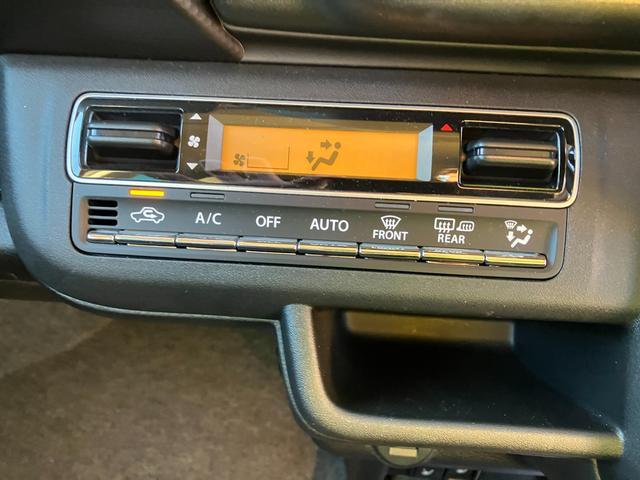 A/C OFF AUTO FRONT REAR